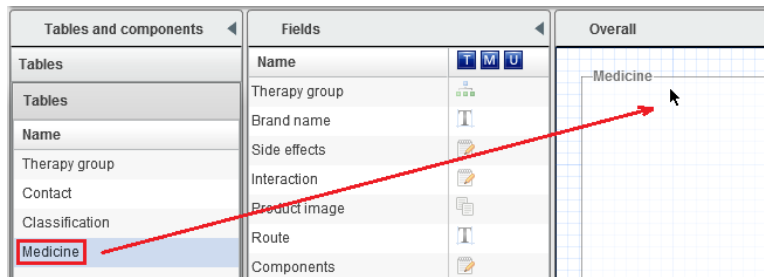 Tables and components
Tables
Tables
Name
Therapy group
Contact
Classification
Medicine
Fields
Name T M U
Therapy group
Brand name T
Side effects
Interaction
Product image
Route T
Components
Overall
Medicine